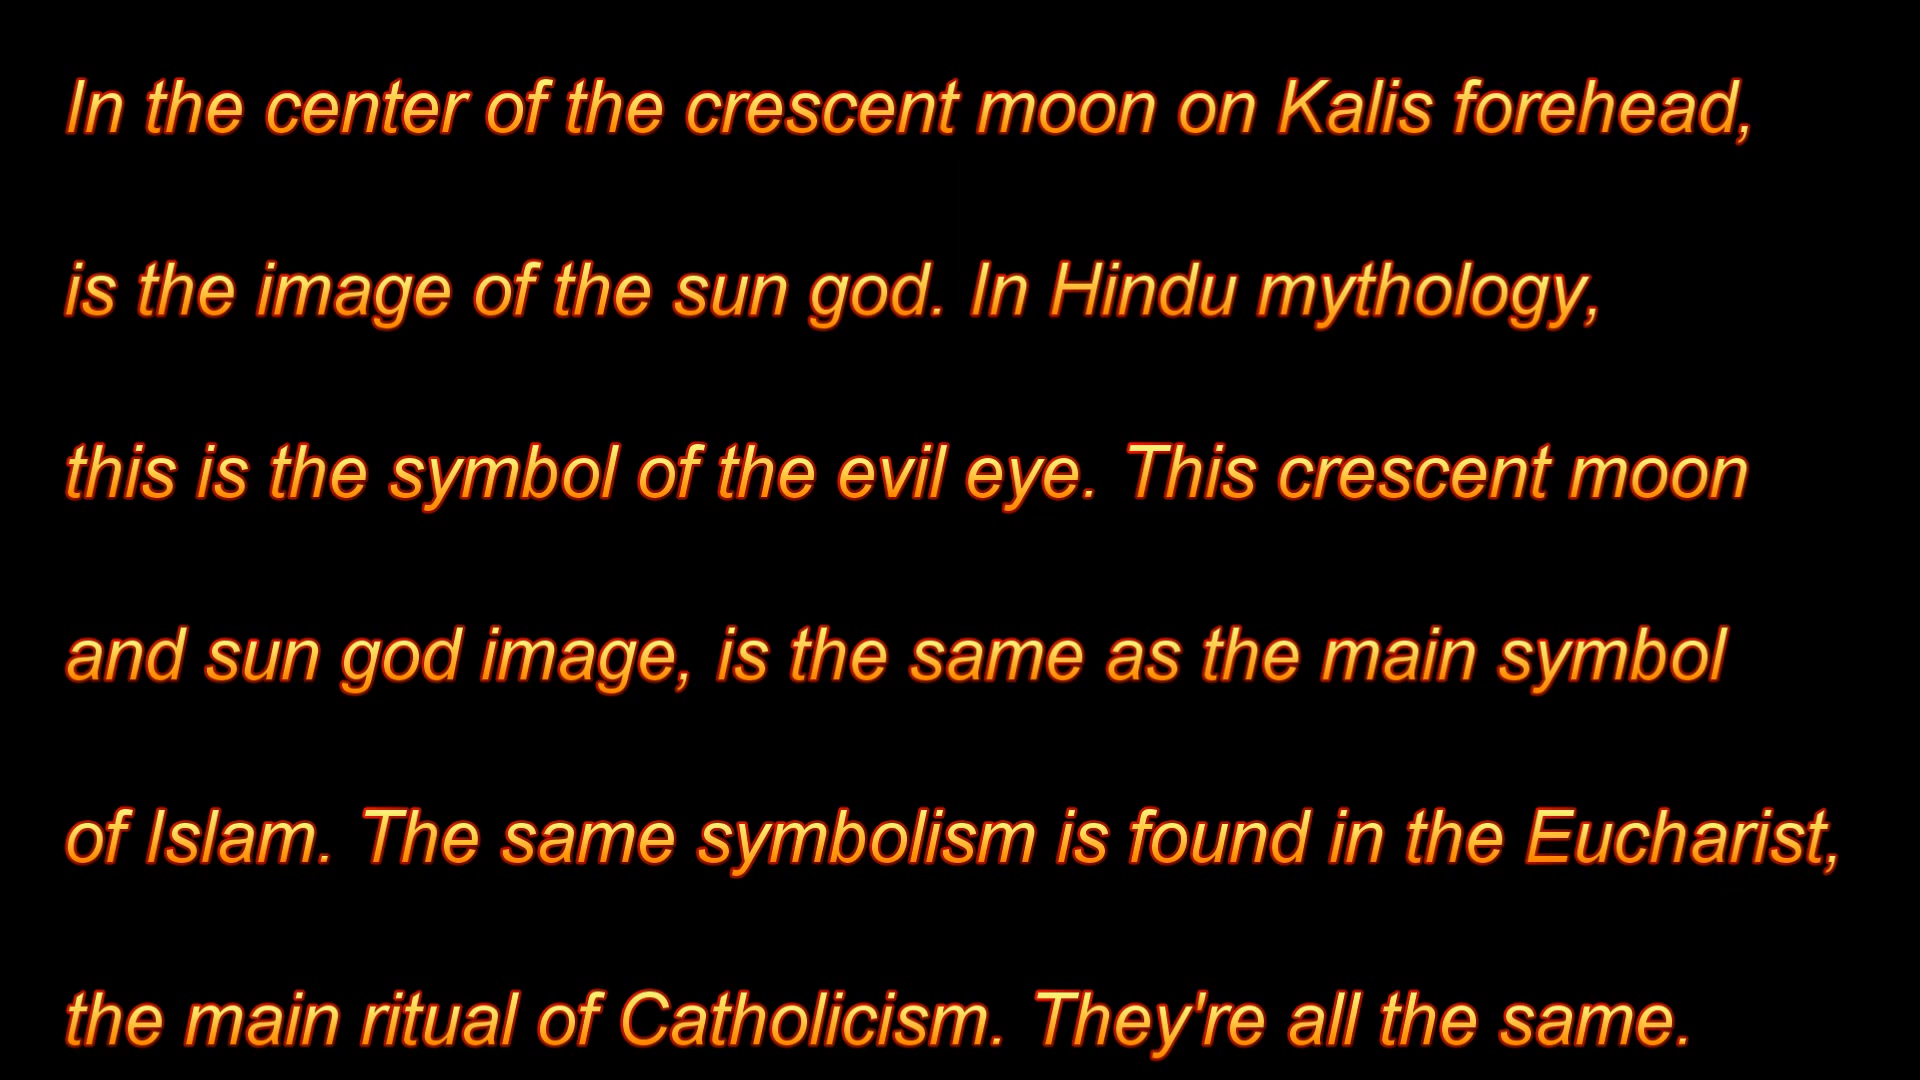 In the center of the crescent moon on Kalis forehead,
is the image of the sun god. In Hindu mythology,
this is the symbol of the evil eye. This crescent moon
and sun god image, is the same as the main symbol
of Islam. The same symbolism is found in the Eucharist,
the main ritual of Catholicism. They're all the same.